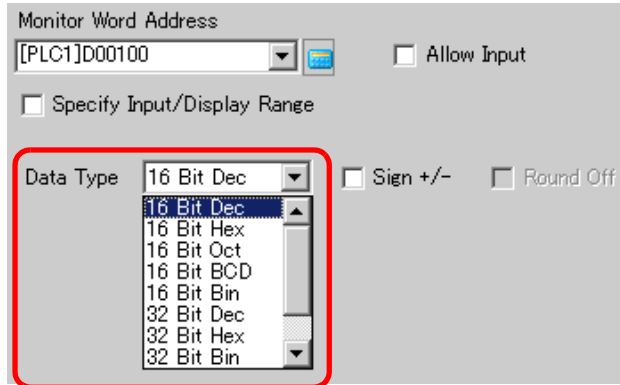 Monitor Word Address
[PLC1]D00100
Allow Input
Specify Input/Display Range
Data Type 16 Bit Dec Sign +/- Round Off
16 Bit Dec
16 Bit Hex
16 Bit Oct
16 Bit BCD
16 Bit Bin
32 Bit Dec
32 Bit Hex
32 Bit Bin